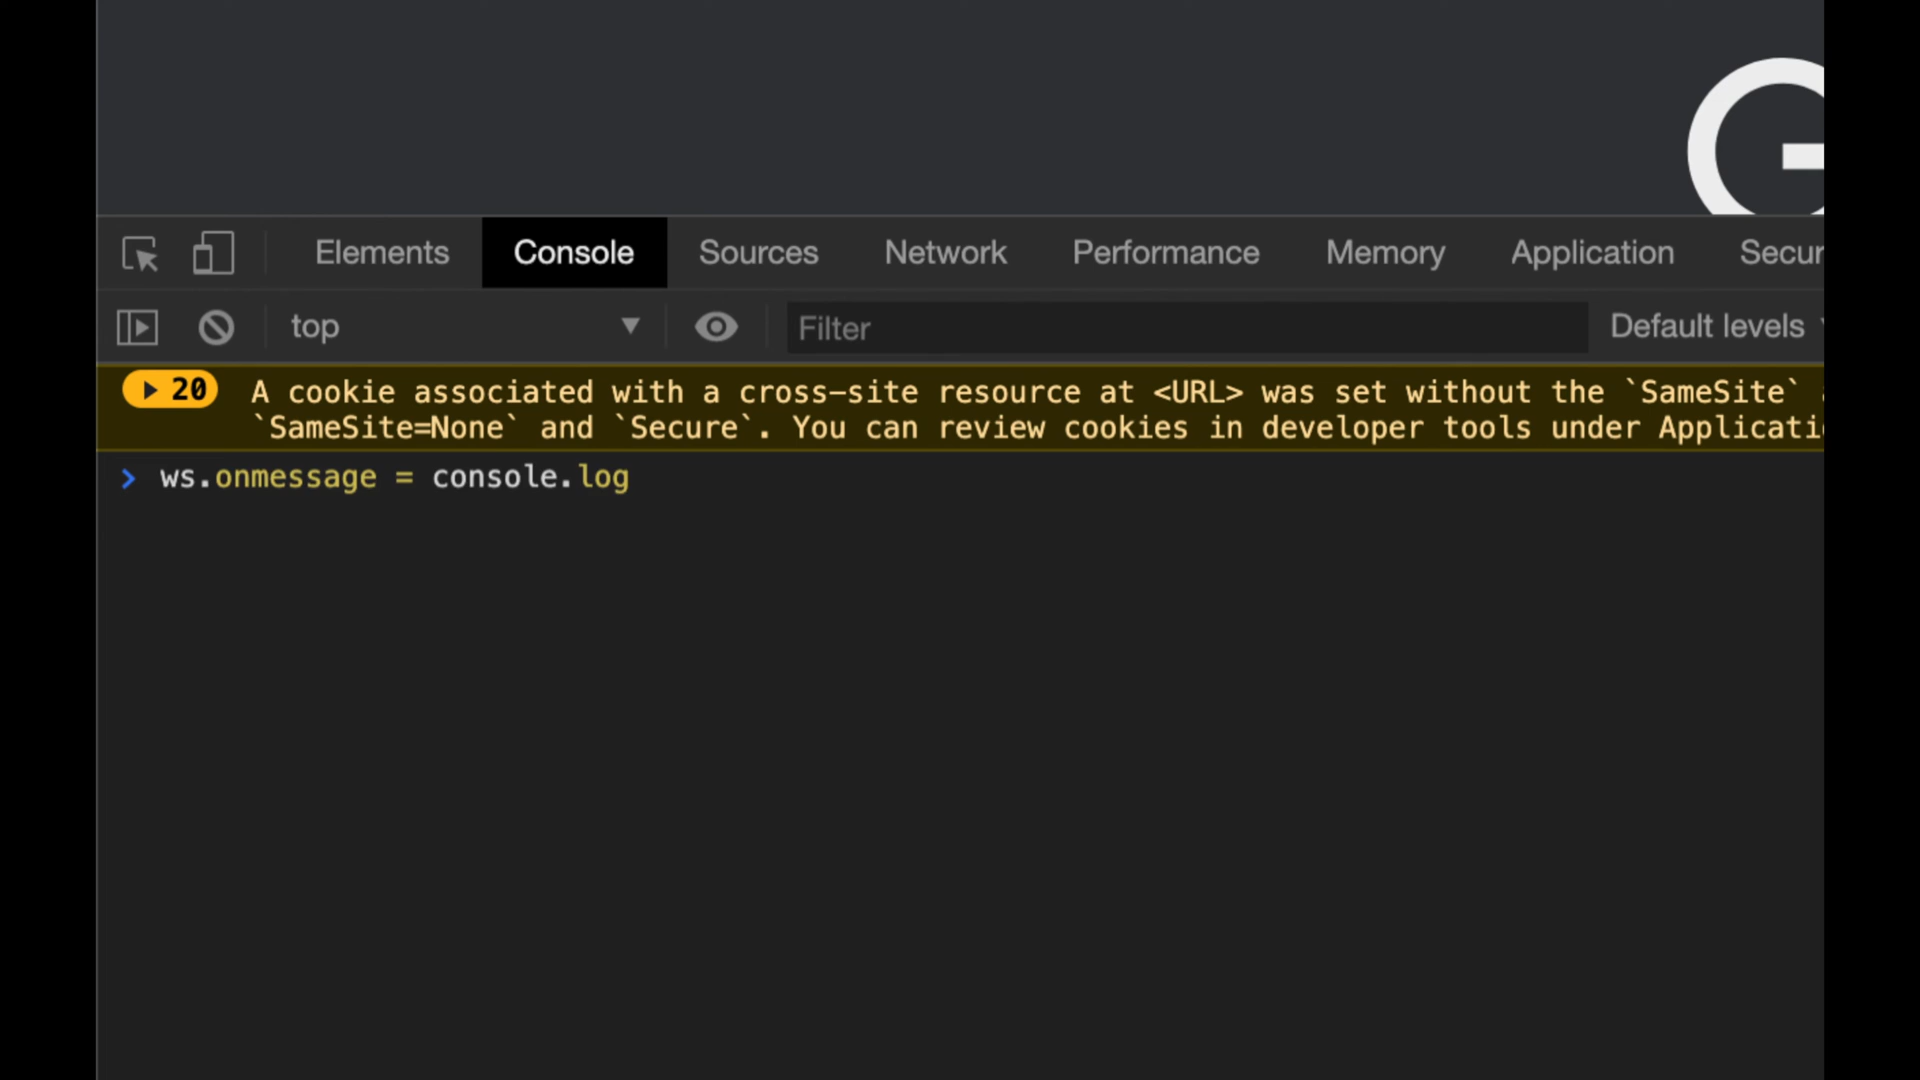 G
Elements Console Sources Network Performance Memory Application Secur
top Filter Default levels
20 A cookie associated with a cross-site resource at <URL> was set without the `SameSite`
`SameSite=None` and `Secure`. You can review cookies in developer tools under Applicati
> ws.onmessage = console.log